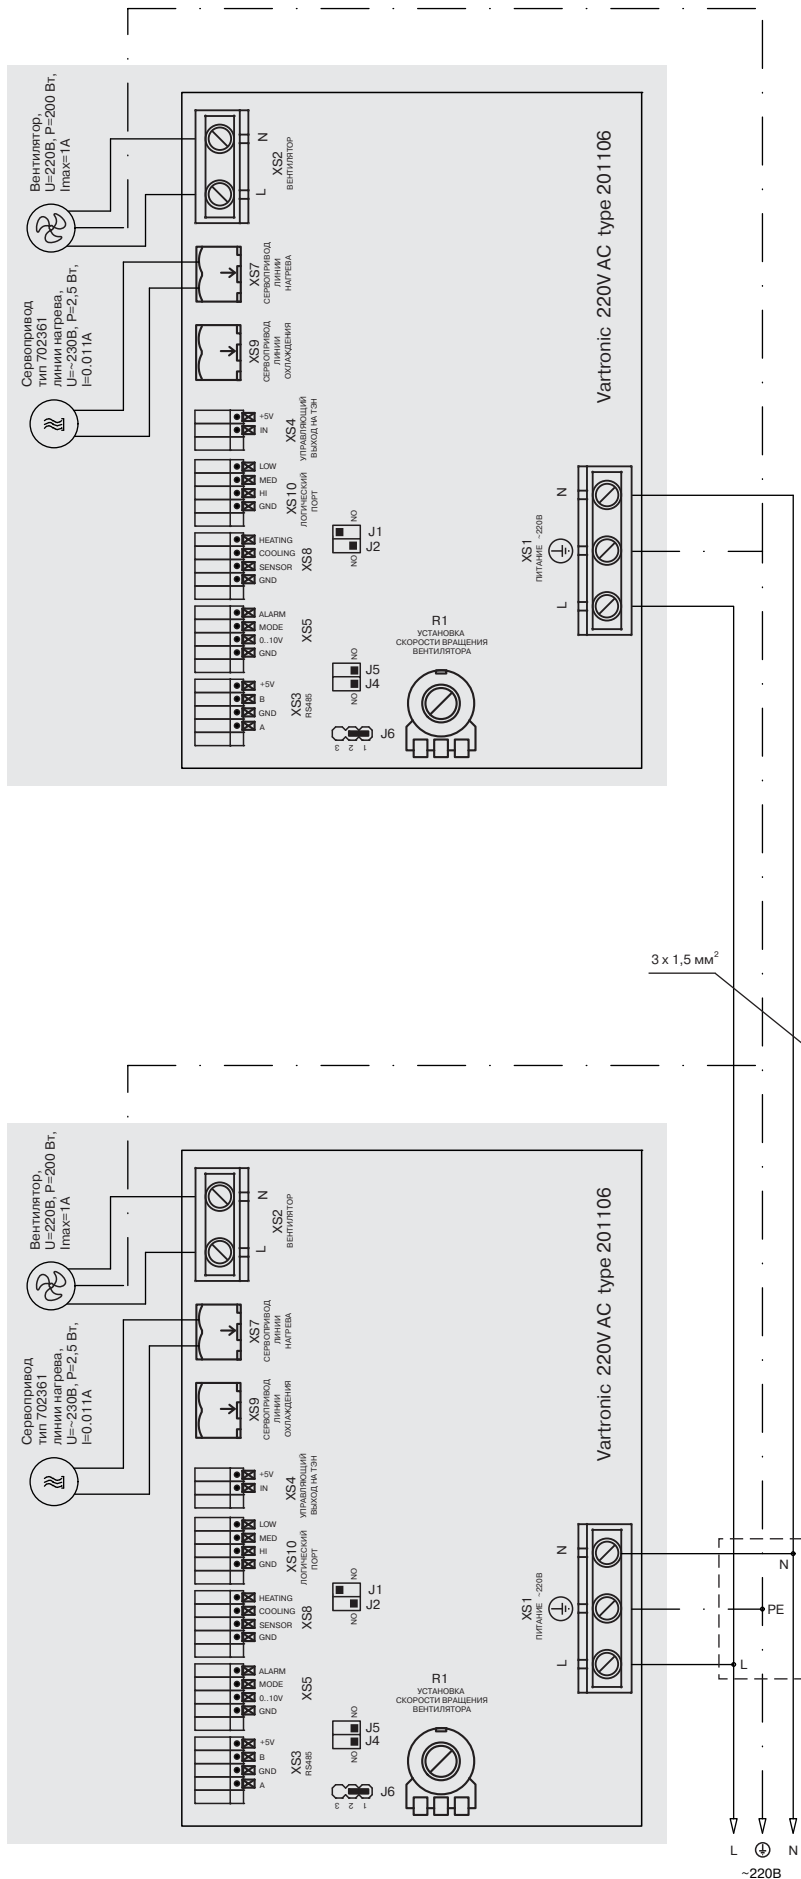 Вентилятор,
U=220В, P=200 Вт,
Imax=1A
N
L
XS2
ВЕНТИЛЯТОР
XS7
СЕРВОПРИВОД
ЛИНИИ
НАГРЕВА
Сервопривод
тип 702361
линии нагрева,
U=~230В, P=2,5 Вт,
I=0.011A
XS9
СЕРВОПРИВОД
ЛИНИИ
ОХЛАЖДЕНИЯ
Vartronic 220V AC type 201106
+5V
IN
XS4
УПРАВЛЯЮЩИЙ
ВЫХОД НА ТЭН
LOW
MED
HI
GND
XS10
ЛОГИЧЕСКИЙ
ПОРТ
HEATING
COOLING
SENSOR
GND
XS8
ON
J1
J2
ON
N
XS1
ПИТАНИЕ ~220В
L
ALARM
MODE
0..10V
GND
XS5
R1
УСТАНОВКА
СКОРОСТИ ВРАЩЕНИЯ
ВЕНТИЛЯТОРА
ON
J5
J4
ON
+5V
B
GND
A
XS3
RS485
J6
3 2 1
3 x 1,5 мм²
Вентилятор,
U=220В, P=200 Вт,
Imax=1A
N
L
XS2
ВЕНТИЛЯТОР
XS7
СЕРВОПРИВОД
ЛИНИИ
НАГРЕВА
Сервопривод
тип 702361
линии нагрева,
U=~230В, P=2,5 Вт,
I=0.011A
XS9
СЕРВОПРИВОД
ЛИНИИ
ОХЛАЖДЕНИЯ
Vartronic 220V AC type 201106
+5V
IN
XS4
УПРАВЛЯЮЩИЙ
ВЫХОД НА ТЭН
LOW
MED
HI
GND
XS10
ЛОГИЧЕСКИЙ
ПОРТ
HEATING
COOLING
SENSOR
GND
XS8
ON
J1
J2
ON
N
XS1
ПИТАНИЕ ~220В
L
N
PE
L
ALARM
MODE
0..10V
GND
XS5
R1
УСТАНОВКА
СКОРОСТИ ВРАЩЕНИЯ
ВЕНТИЛЯТОРА
ON
J5
J4
ON
+5V
B
GND
A
XS3
RS485
J6
3 2 1
L N
~220В